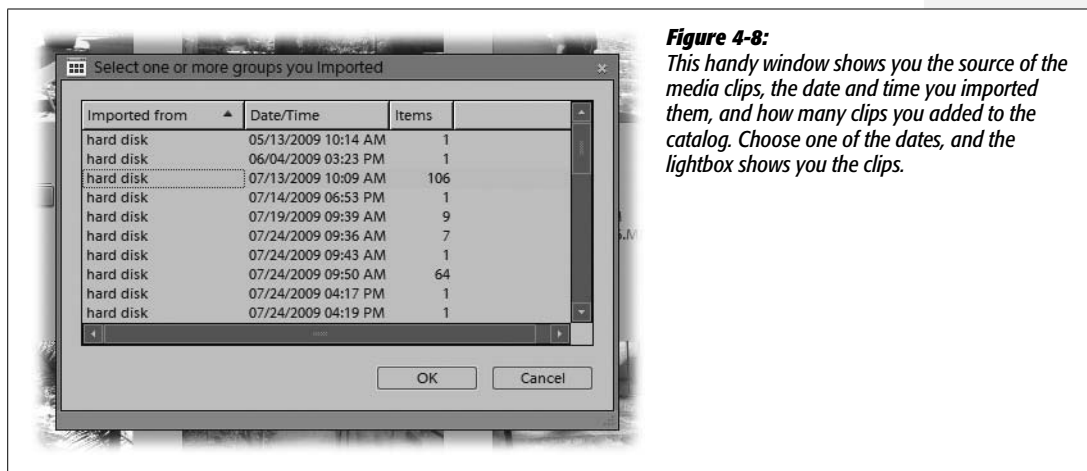 Select one or more groups you Imported
Imported from Date/Time Items
hard disk 05/13/2009 10:14 AM 1
hard disk 06/04/2009 03:23 PM 1
hard disk 07/13/2009 10:09 AM 106
hard disk 07/14/2009 06:53 PM 1
hard disk 07/19/2009 09:39 AM 9
hard disk 07/24/2009 09:36 AM 7
hard disk 07/24/2009 09:43 AM 1
hard disk 07/24/2009 09:50 AM 64
hard disk 07/24/2009 04:17 PM 1
hard disk 07/24/2009 04:19 PM 1
OK Cancel
Figure 4-8:
This handy window shows you the source of the
media clips, the date and time you imported
them, and how many clips you added to the
catalog. Choose one of the dates, and the
lightbox shows you the clips.